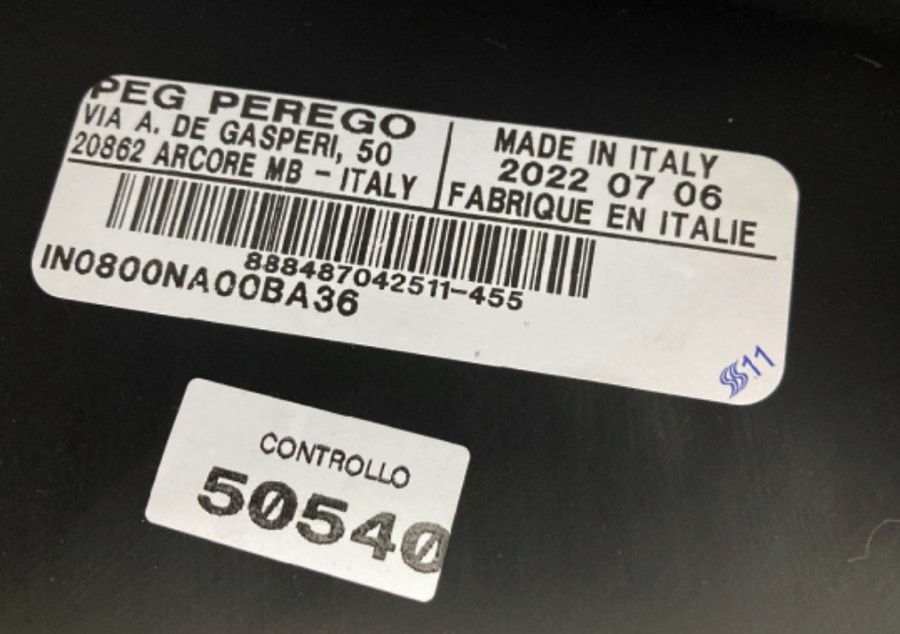 PEG PEREGO
VIA A. DE GASPERI, 50
20862 ARCORE MB - ITALY
MADE IN ITALY
2022 07 06
FABRIQUE EN ITALIE
888487042511-455
IN0800NA00BA36
SSS11
CONTROLLO
50540